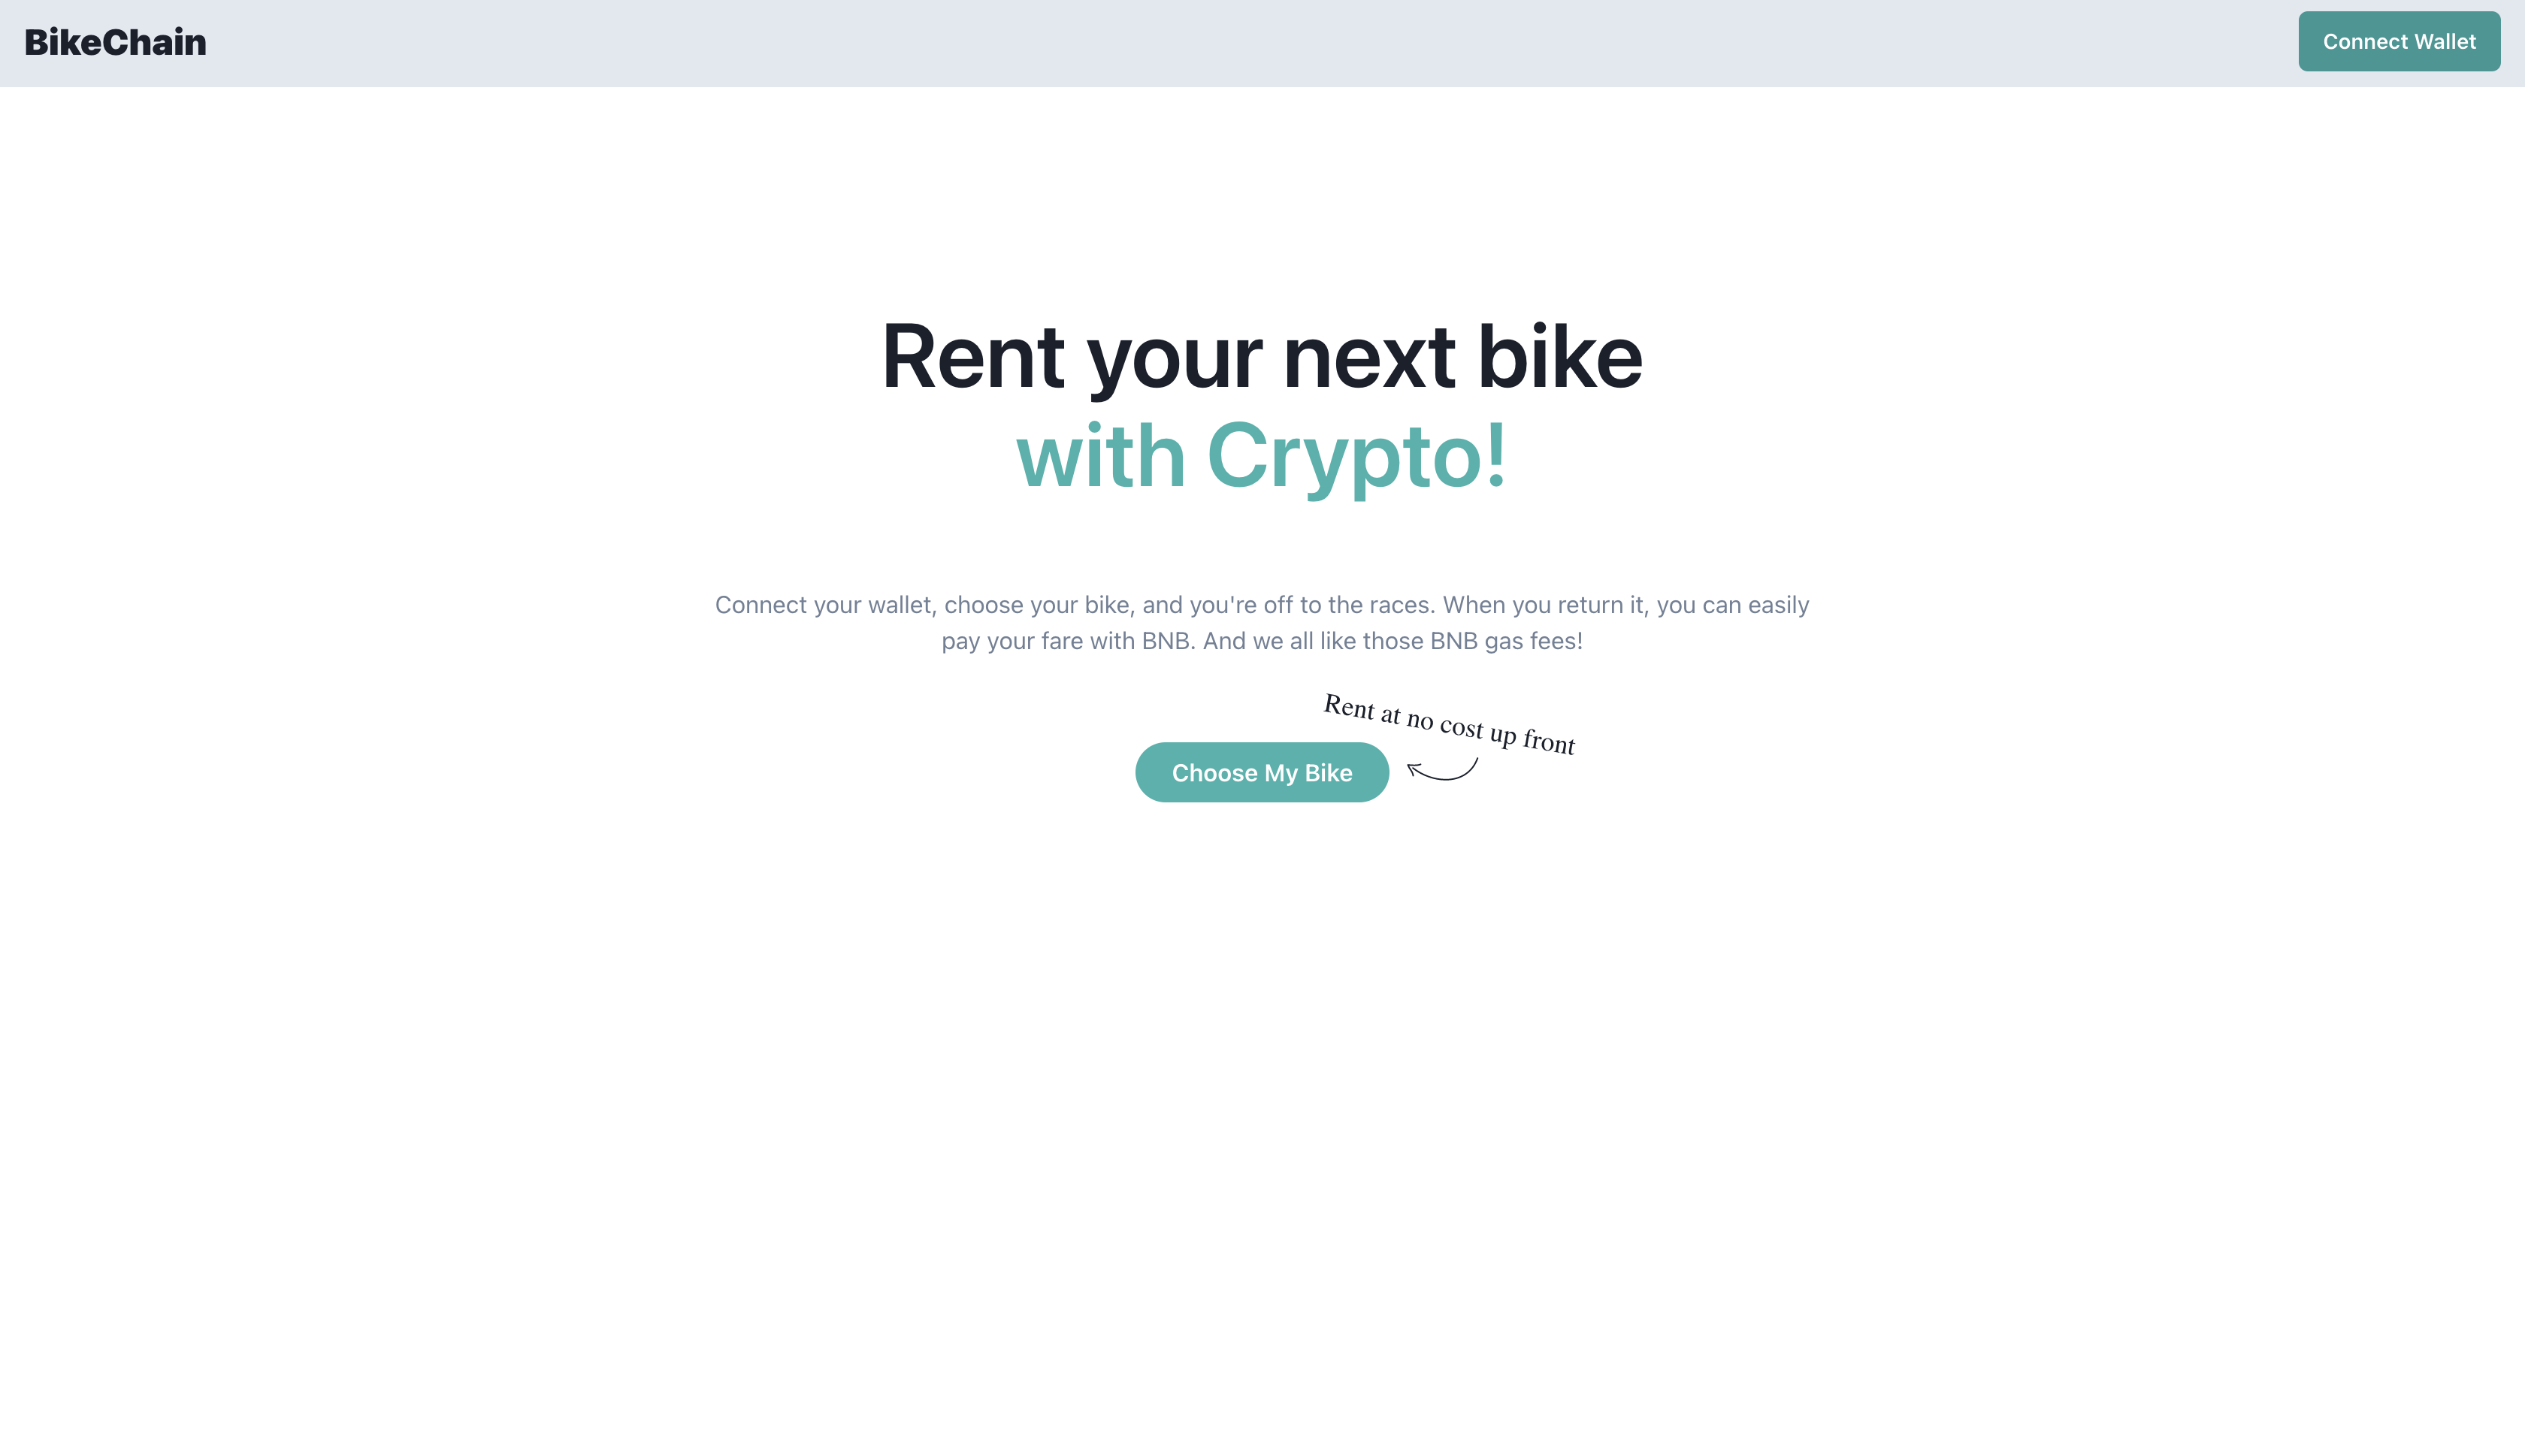 BikeChain
Connect Wallet
Rent your next bike
with Crypto!
Connect your wallet, choose your bike, and you're off to the races. When you return it, you can easily
pay your fare with BNB. And we all like those BNB gas fees!
Rent at no cost up front
Choose My Bike